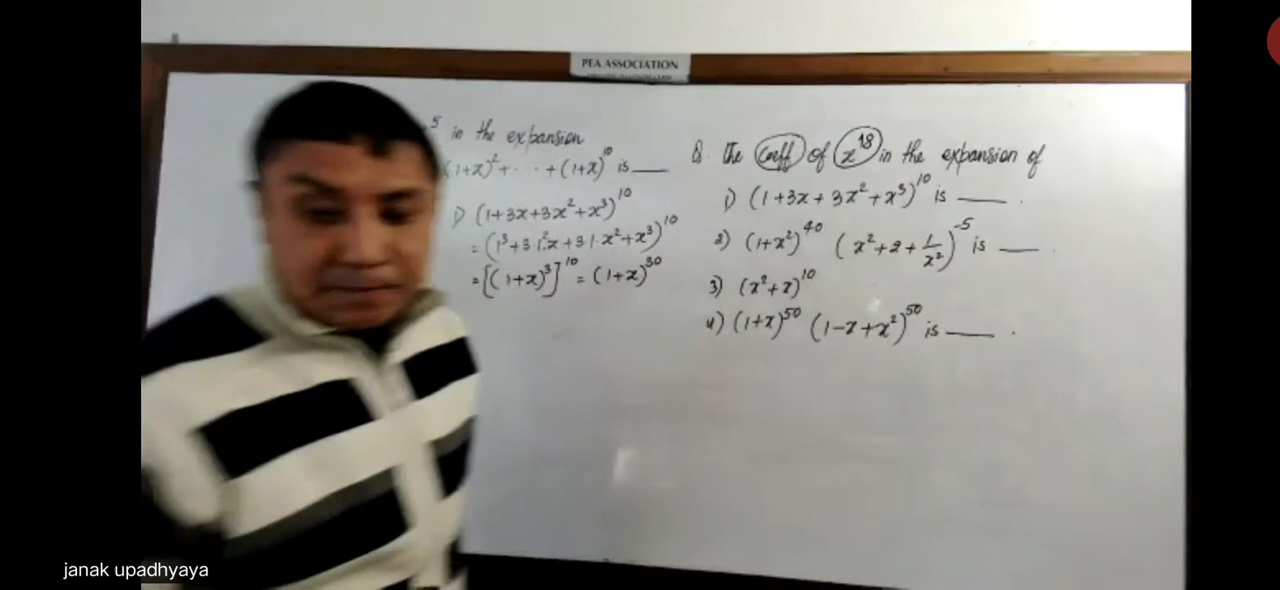 PEA ASSOCIATION
5 in the expansion
(1+x)² + ... + (1+x)¹⁰ is ___
1) (1+3x+3x²+x³)¹⁰
= (1³+3.1².x+3.1.x²+x³)¹⁰
= [(1+x)³]¹⁰ = (1+x)³⁰
Q. The Coeff of x¹⁸ in the expansion of
1) (1+3x+3x²+x³)¹⁰ is ___.
2) (1+x²)⁴⁰ (x²+2+1/x²)⁻⁵ is ___.
3) (x²+x)¹⁰
4) (1+x)⁵⁰ (1-x+x²)⁵⁰ is ___.
janak upadhyaya